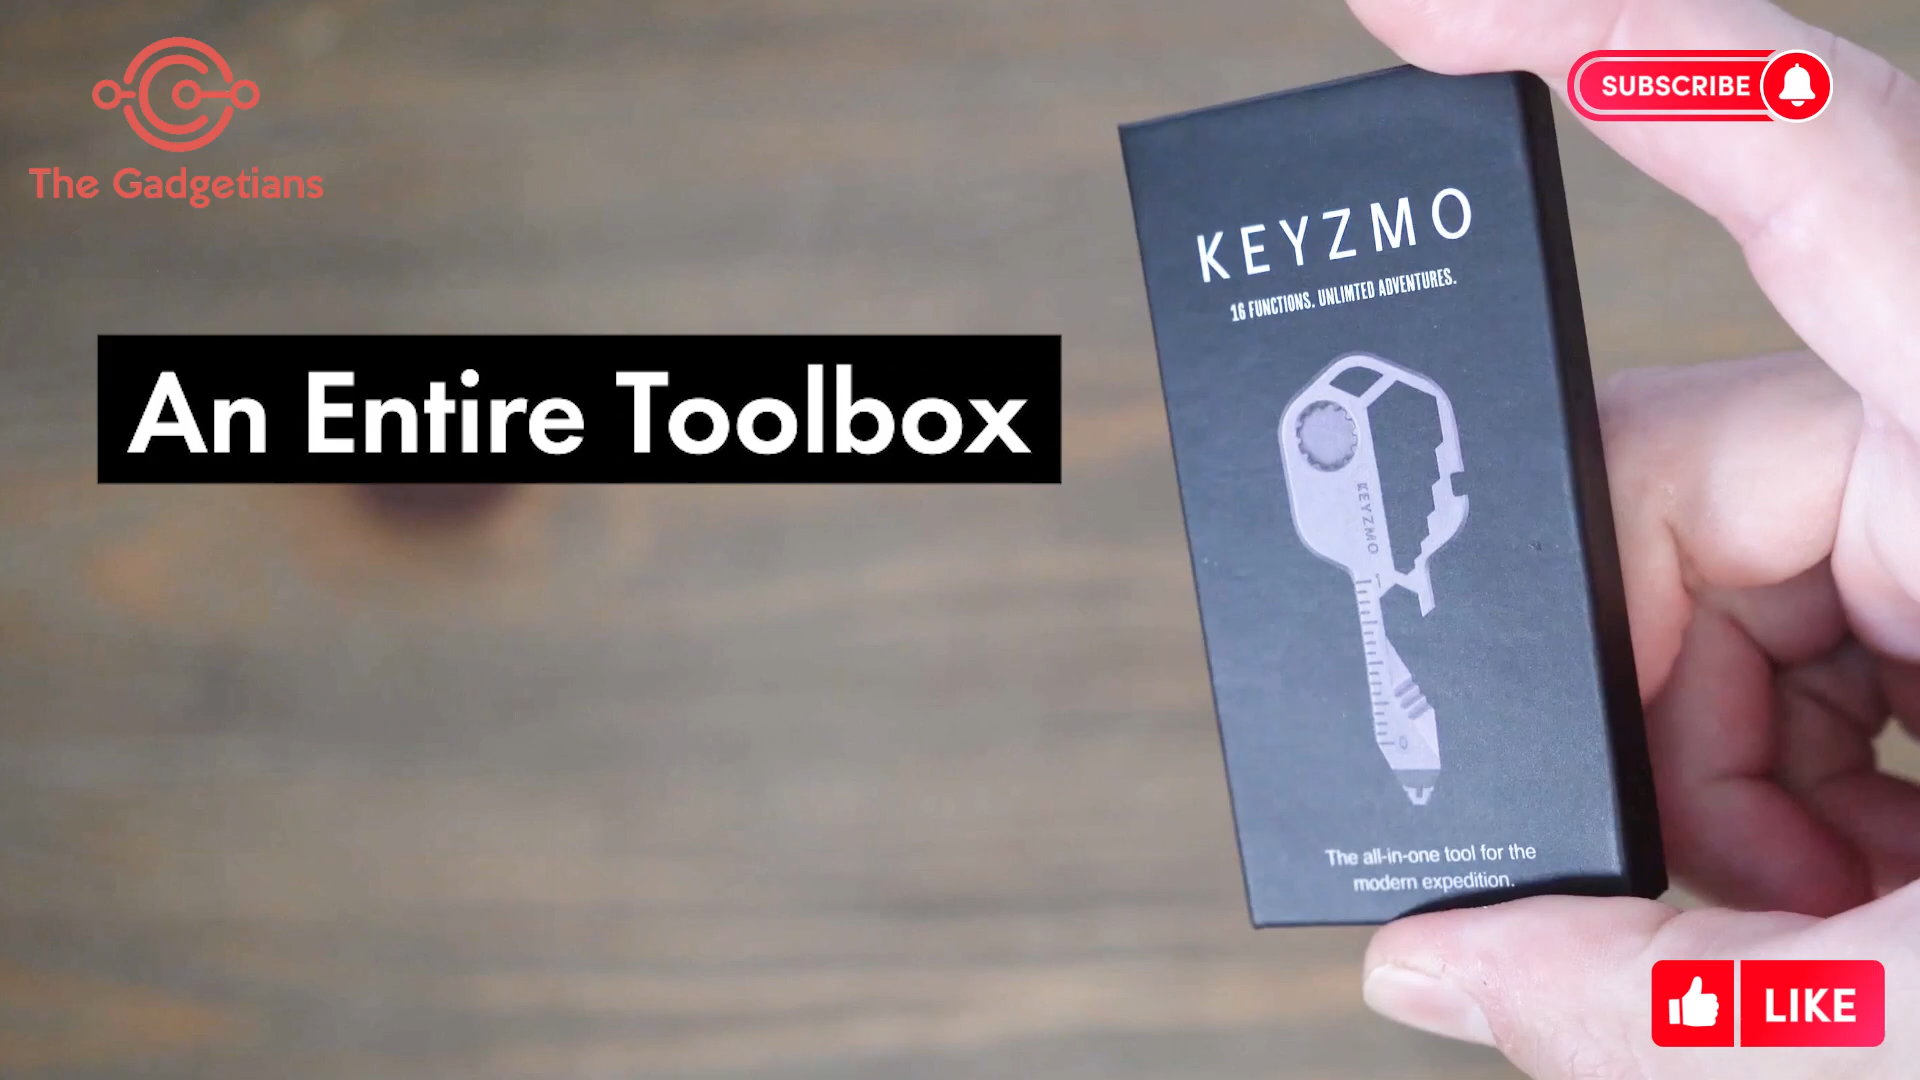 The Gadgetians
SUBSCRIBE
An Entire Toolbox
KEYZMO
16 FUNCTIONS. UNLIMTED ADVENTURES.
KEYZMO
The all-in-one tool for the
modern expedition.
LIKE